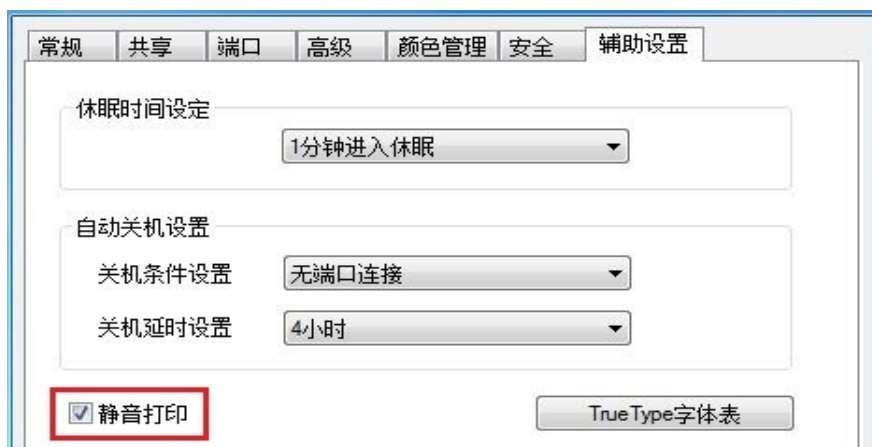 常规 共享 端口 高级 颜色管理 安全 辅助设置
休眠时间设定
1分钟进入休眠
自动关机设置
关机条件设置 无端口连接
关机延时设置 4小时
静音打印 TrueType字体表